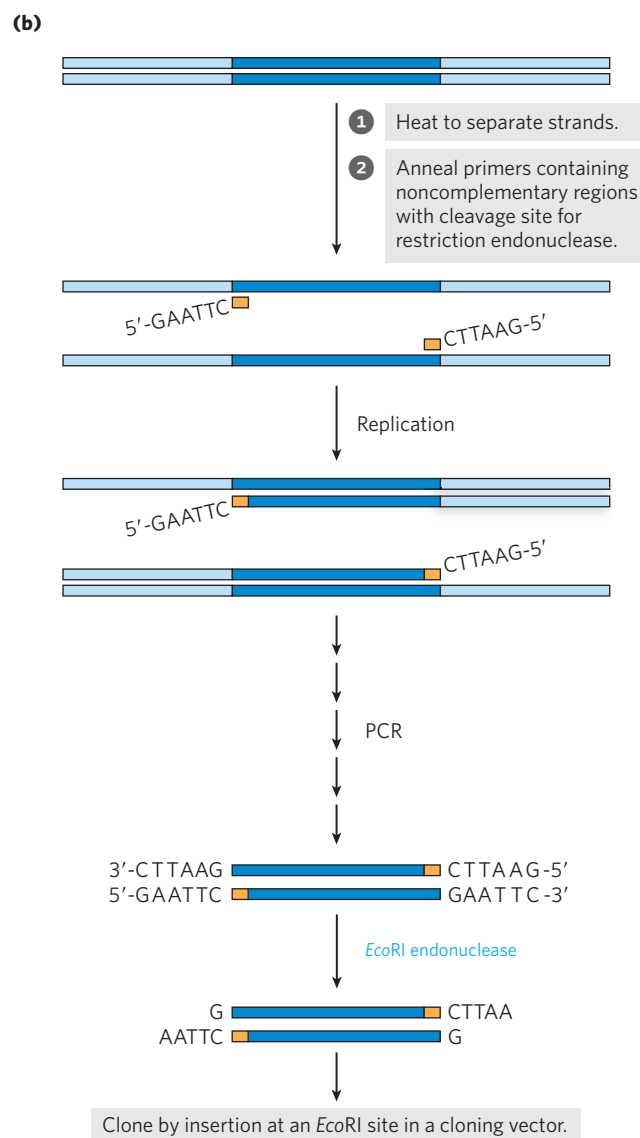 (b)
1 Heat to separate strands.
2 Anneal primers containing
noncomplementary regions
with cleavage site for
restriction endonuclease.
5′-GAATTC
CTTAAG-5′
Replication
5′-GAATTC
CTTAAG-5′
PCR
3′-CTTAAG CTTAAG-5′
5′-GAATTC GAATTC-3′
EcoRI endonuclease
G CTTAA
AATTC G
Clone by insertion at an EcoRI site in a cloning vector.